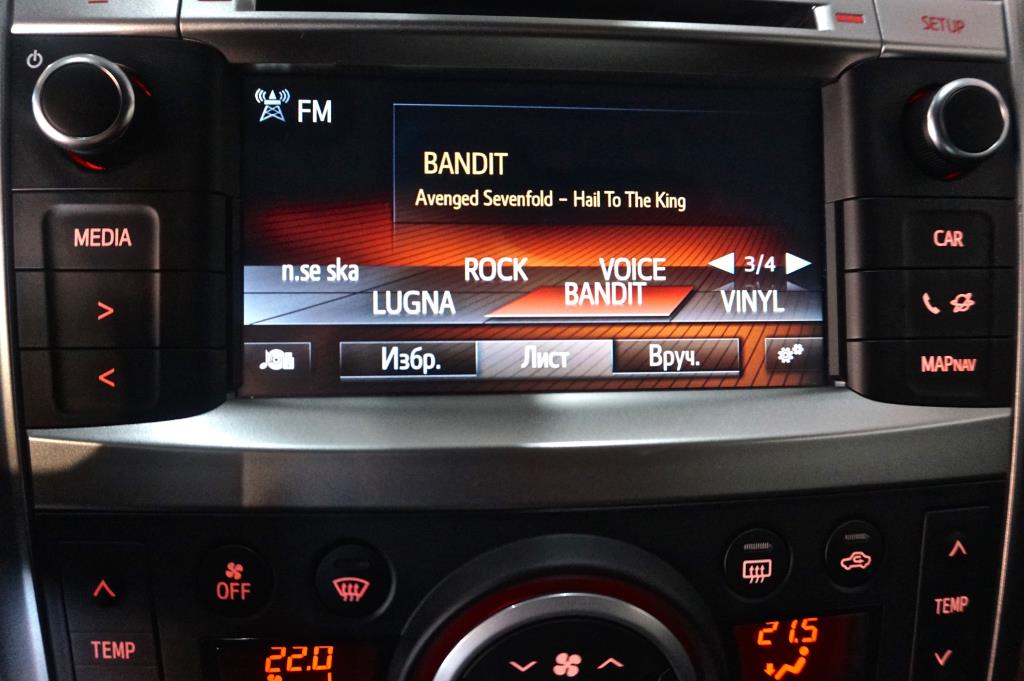 SETUP
FM
BANDIT
Avenged Sevenfold – Hail To The King
MEDIA
CAR
n.se ska ROCK VOICE 3/4
LUGNA BANDIT VINYL
>
<
Избр. Лист Вруч.
MAPNAV
OFF
TEMP
TEMP
22.0
21.5